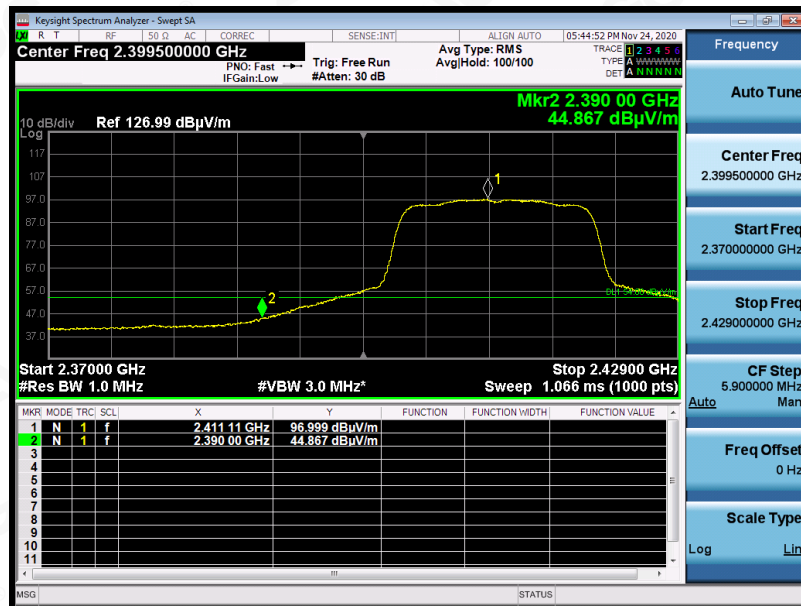 Keysight Spectrum Analyzer - Swept SA
LXI R T RF 50 Ω AC CORREC SENSE:INT ALIGN AUTO 05:44:52 PM Nov 24, 2020
Center Freq 2.399500000 GHz
PNO: Fast
IFGain:Low
Trig: Free Run
#Atten: 30 dB
Avg Type: RMS
Avg|Hold: 100/100
TRACE 1 2 3 4 5 6
TYPE A W W W W W
DET A N N N N N
Mkr2 2.390 00 GHz
44.867 dBµV/m
10 dB/div Ref 126.99 dBµV/m
Log
117
107
97.0
87.0
77.0
67.0
57.0
47.0
37.0
1
2
Start 2.37000 GHz Stop 2.42900 GHz
#Res BW 1.0 MHz #VBW 3.0 MHz* Sweep 1.066 ms (1000 pts)
MKR MODE TRC SCL X Y FUNCTION FUNCTION WIDTH FUNCTION VALUE
1 N 1 f 2.411 11 GHz 96.999 dBµV/m
2 N 1 f 2.390 00 GHz 44.867 dBµV/m
3
4
5
6
7
8
9
10
11
MSG STATUS
Frequency
Auto Tune
Center Freq
2.399500000 GHz
Start Freq
2.370000000 GHz
Stop Freq
2.429000000 GHz
CF Step
5.900000 MHz
Auto Man
Freq Offset
0 Hz
Scale Type
Log Lin